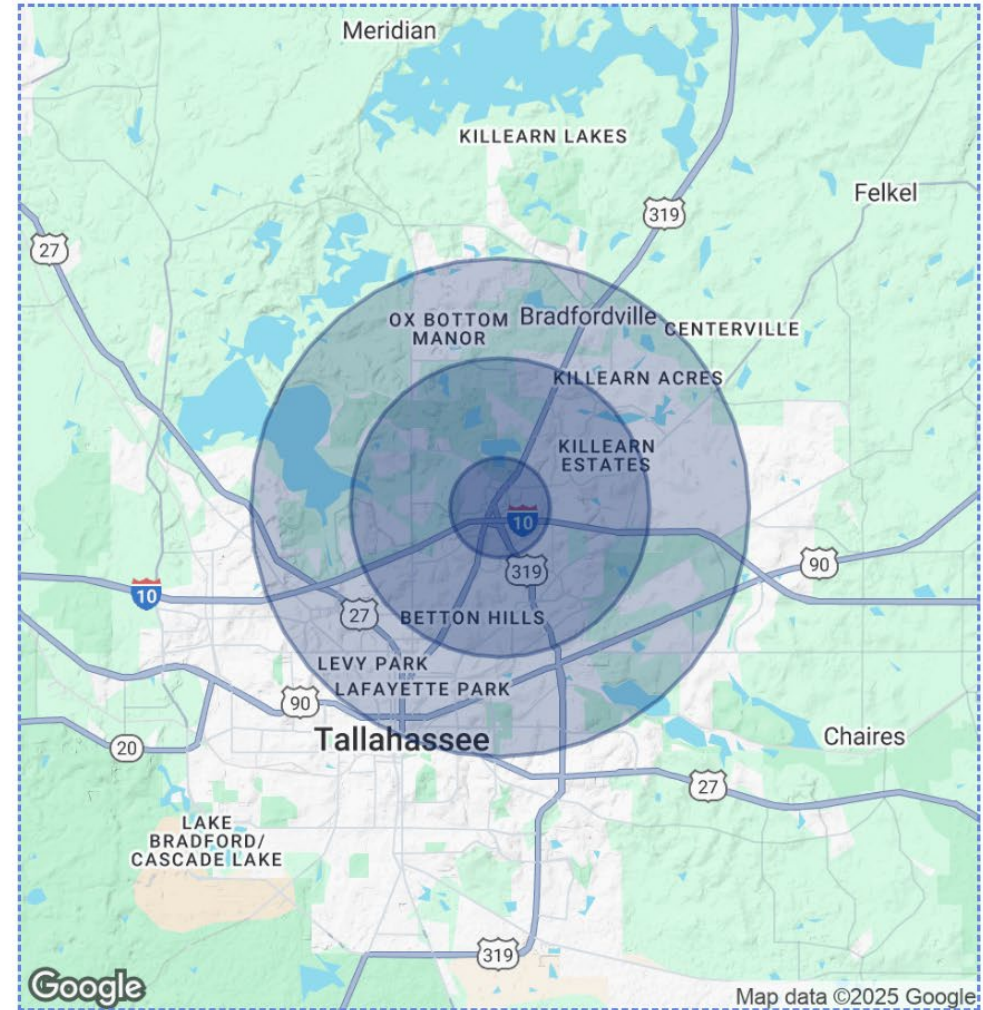 Meridian
KILLEARN LAKES
Felkel
319
27
OX BOTTOM
MANOR
Bradfordville
CENTERVILLE
KILLEARN ACRES
KILLEARN
ESTATES
10
90
319
10
27
BETTON HILLS
LEVY PARK
LAFAYETTE PARK
90
Tallahassee
Chaires
20
27
LAKE
BRADFORD/
CASCADE LAKE
319
Google
Map data ©2025 Google